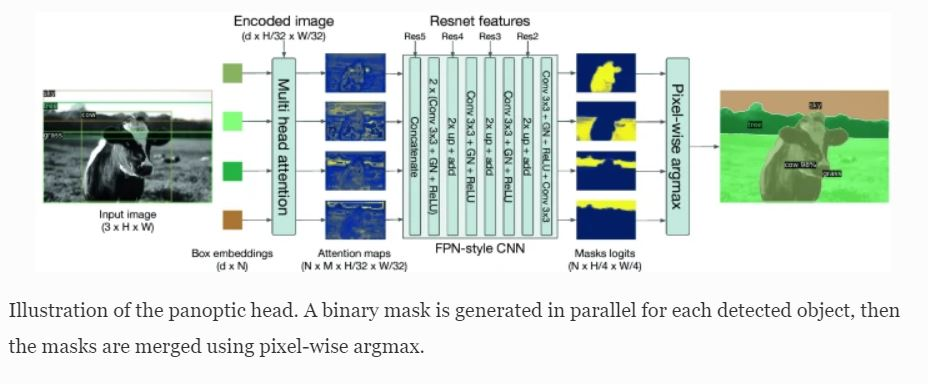 Encoded image
(d x H/32 x W/32)
Resnet features
Res5 Res4 Res3 Res2
sky
tree
cow
grass
Multi head attention
Concatenate
2 x (Conv 3x3 + GN + ReLU)
2x up + add
Conv 3x3 + GN + ReLU
2x up + add
Conv 3x3 + GN + ReLU
2x up + add
Conv 3x3 + GN + ReLU + Conv 3x3
Pixel-wise argmax
sky
tree
cow 98%
grass
Input image
(3 x H x W)
Box embeddings
(d x N)
Attention maps
(N x M x H/32 x W/32)
FPN-style CNN
Masks logits
(N x H/4 x W/4)
Illustration of the panoptic head. A binary mask is generated in parallel for each detected object, then
the masks are merged using pixel-wise argmax.